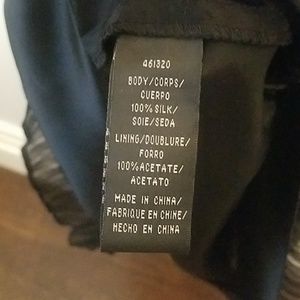 461320
BODY/CORPS/
CUERPO
100% SILK/
SOIE/SEDA
LINING/DOUBLURE/
FORRO
100% ACETATE/
ACETATO
MADE IN CHINA/
FABRIQUE EN CHINE/
HECHO EN CHINA